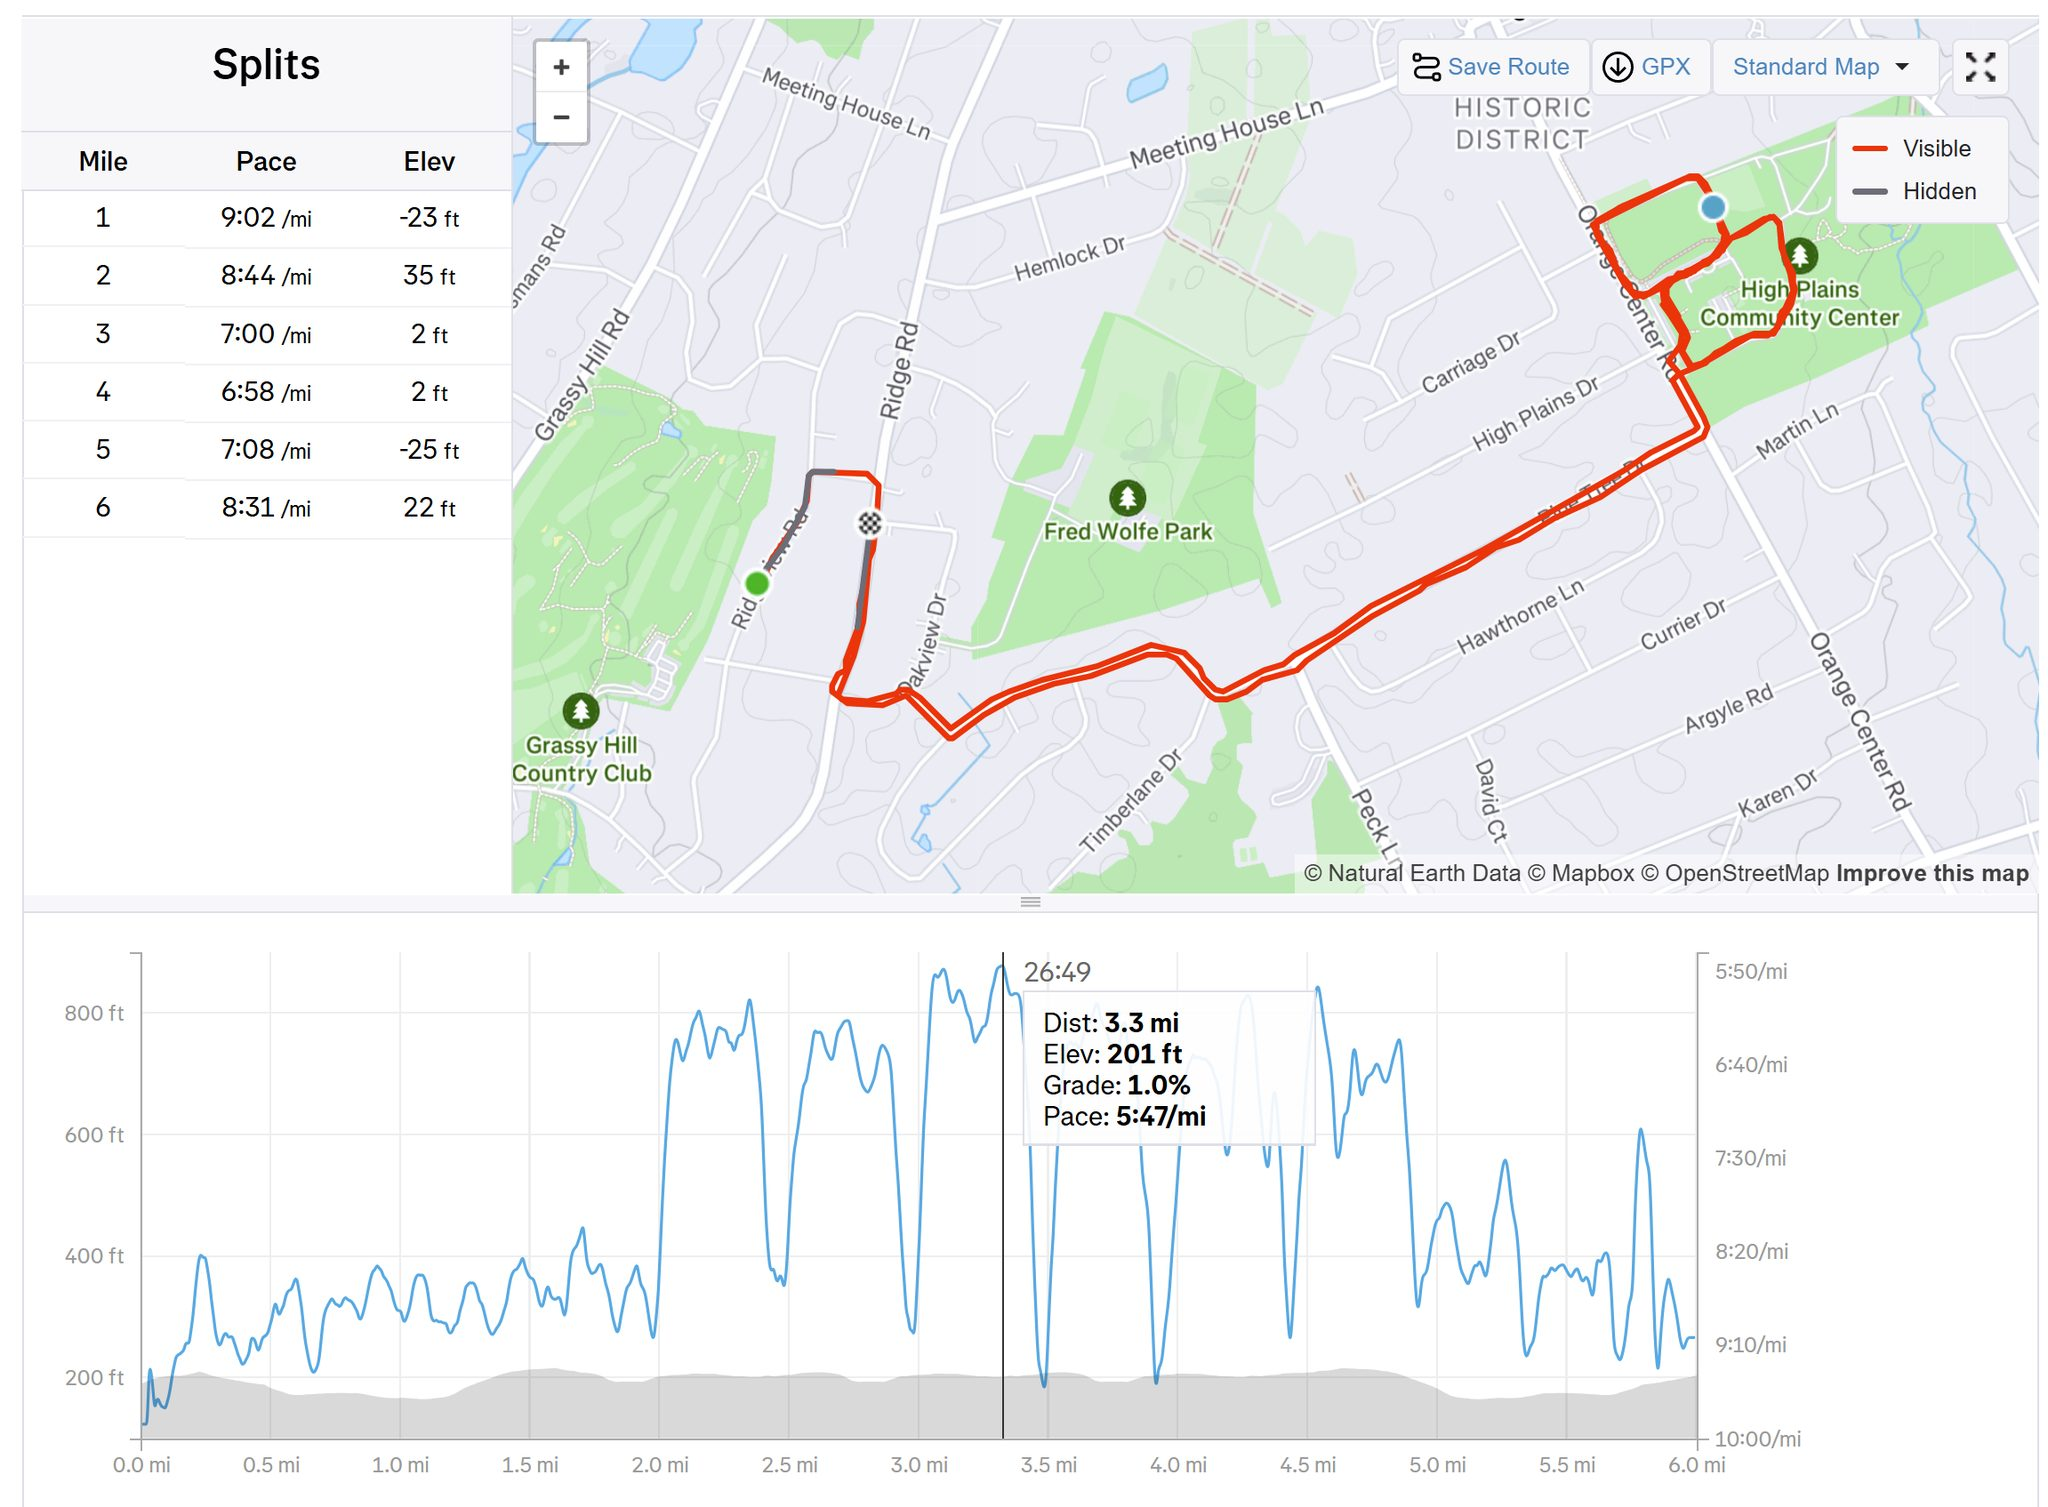 Splits
Mile Pace Elev
1 9:02 /mi -23 ft
2 8:44 /mi 35 ft
3 7:00 /mi 2 ft
4 6:58 /mi 2 ft
5 7:08 /mi -25 ft
6 8:31 /mi 22 ft
+
−
Save Route
GPX
Standard Map
Visible
Hidden
HISTORIC
DISTRICT
Meeting House Ln
Meeting House Ln
Hemlock Dr
Grassy Hill Rd
Ridge Rd
Orange Center Rd
High Plains
Community Center
Carriage Dr
High Plains Dr
Martin Ln
Fred Wolfe Park
Oakview Dr
Hawthorne Ln
Currier Dr
Argyle Rd
Orange Center Rd
Grassy Hill
Country Club
Timberlane Dr
David Ct
Karen Dr
Peck Ln
© Natural Earth Data © Mapbox © OpenStreetMap Improve this map
26:49
Dist: 3.3 mi
Elev: 201 ft
Grade: 1.0%
Pace: 5:47/mi
800 ft
600 ft
400 ft
200 ft
5:50/mi
6:40/mi
7:30/mi
8:20/mi
9:10/mi
10:00/mi
0.0 mi 0.5 mi 1.0 mi 1.5 mi 2.0 mi 2.5 mi 3.0 mi 3.5 mi 4.0 mi 4.5 mi 5.0 mi 5.5 mi 6.0 mi